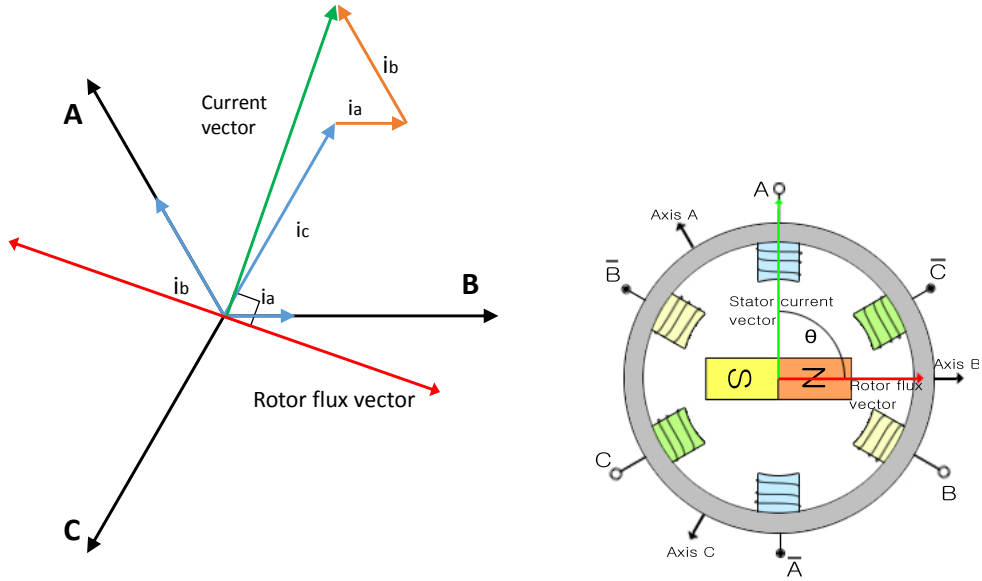 A
Current
vector
ib
ia
ic
B
ib
ia
Rotor flux vector
C
A
Axis A
B̅
C̅
Stator current
vector
θ
Axis B
S
N
Rotor flux
vector
C
B
Axis C
A̅